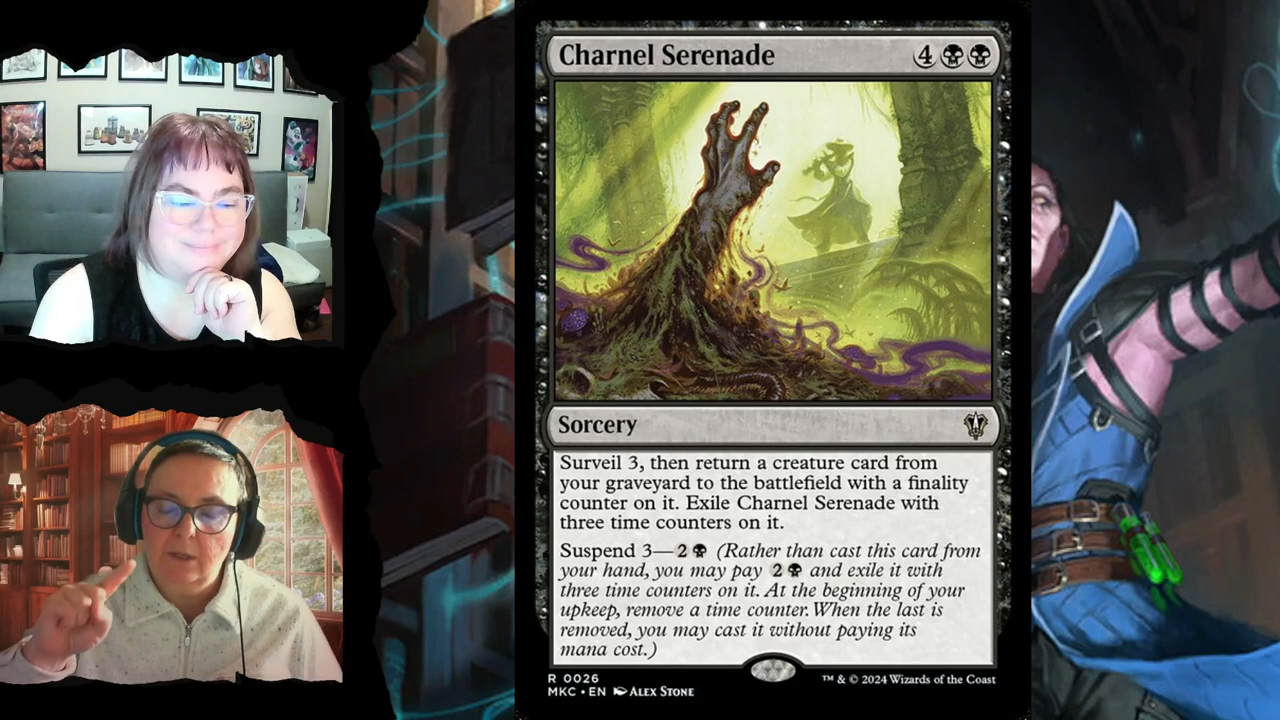 Charnel Serenade 4
Sorcery
Surveil 3, then return a creature card from
your graveyard to the battlefield with a finality
counter on it. Exile Charnel Serenade with
three time counters on it.
Suspend 3—2 (Rather than cast this card from
your hand, you may pay 2 and exile it with
three time counters on it. At the beginning of your
upkeep, remove a time counter. When the last is
removed, you may cast it without paying its
mana cost.)
R 0026
MKC • EN ALEX STONE
™ & © 2024 Wizards of the Coast